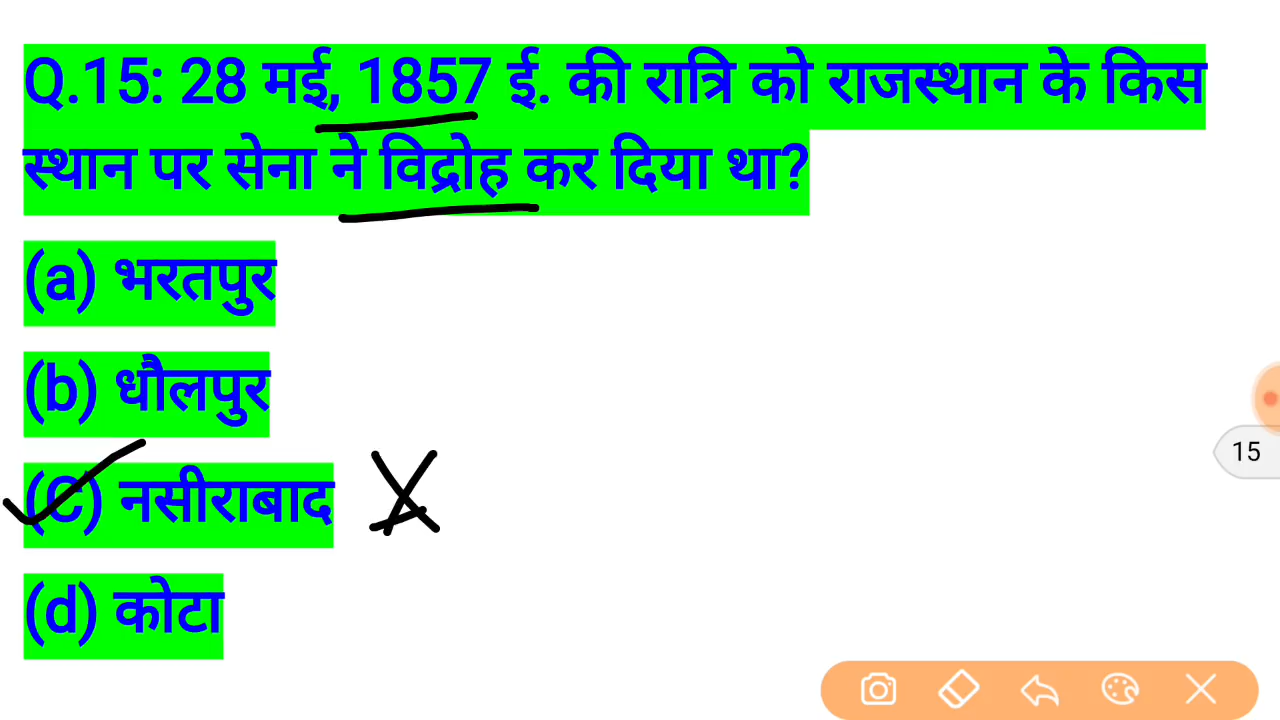 Q.15: 28 मई, 1857 ई. की रात्रि को राजस्थान के किस
स्थान पर सेना ने विद्रोह कर दिया था?
(a) भरतपुर
(b) धौलपुर
(C) नसीराबाद
(d) कोटा
15